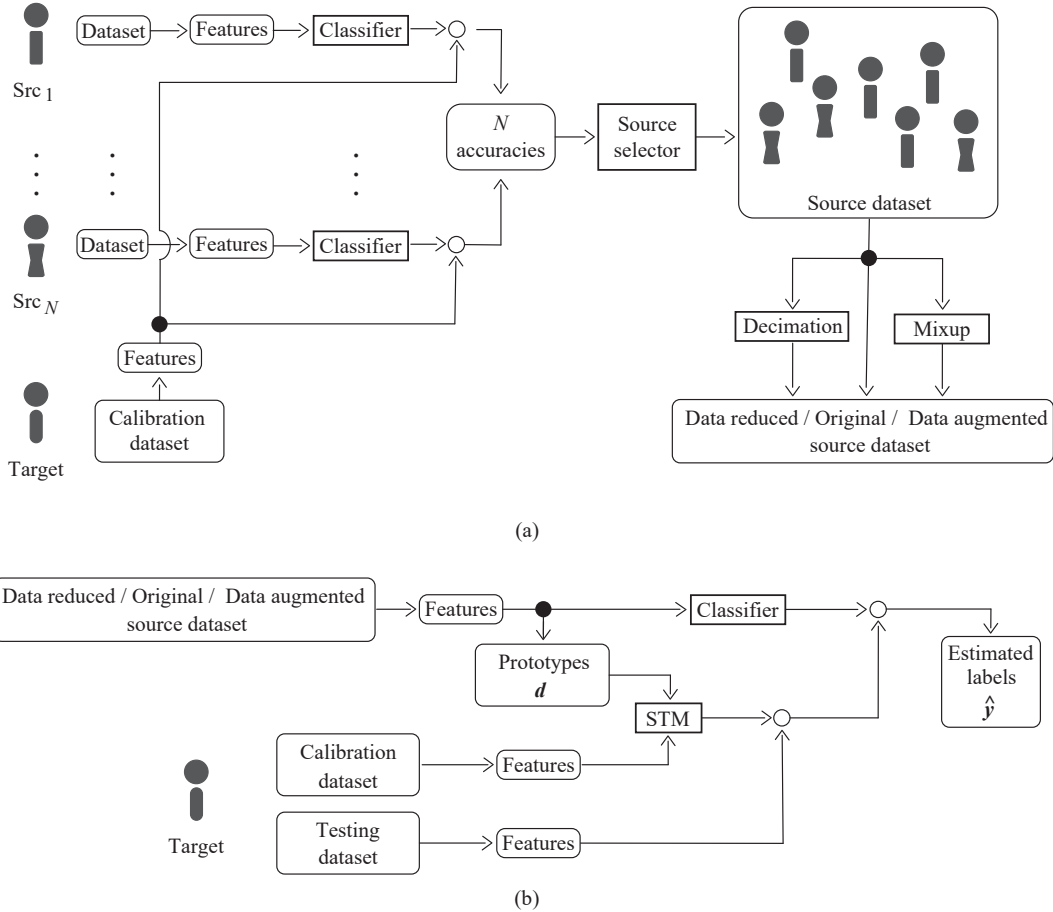 Dataset
Features
Classifier
Src 1
N
accuracies
Source
selector
Source dataset
Dataset
Features
Classifier
Src N
Features
Calibration
dataset
Target
Decimation
Mixup
Data reduced / Original / Data augmented
source dataset
(a)
Data reduced / Original / Data augmented
source dataset
Features
Classifier
Prototypes
d
Estimated
labels
ŷ
STM
Calibration
dataset
Features
Testing
dataset
Features
Target
(b)